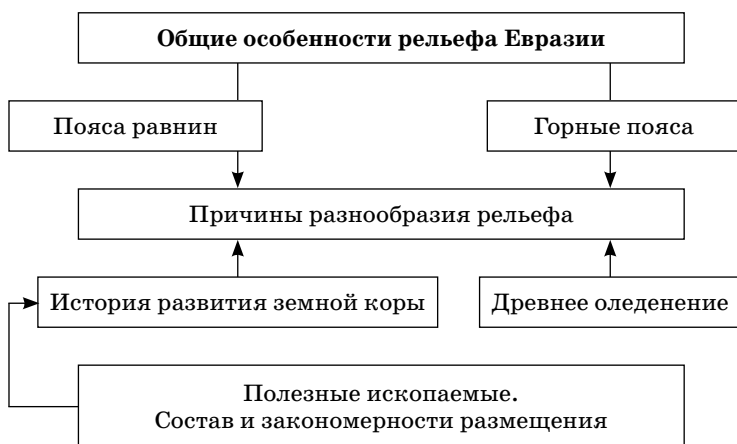 Общие особенности рельефа Евразии
Пояса равнин
Горные пояса
Причины разнообразия рельефа
История развития земной коры
Древнее оледенение
Полезные ископаемые.
Состав и закономерности размещения